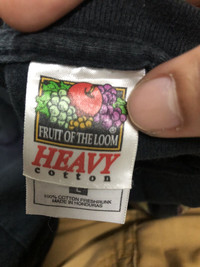 FRUIT OF THE LOOM®
HEAVY
cotton
L
100% COTTON PRESHRUNK
MADE IN HONDURAS